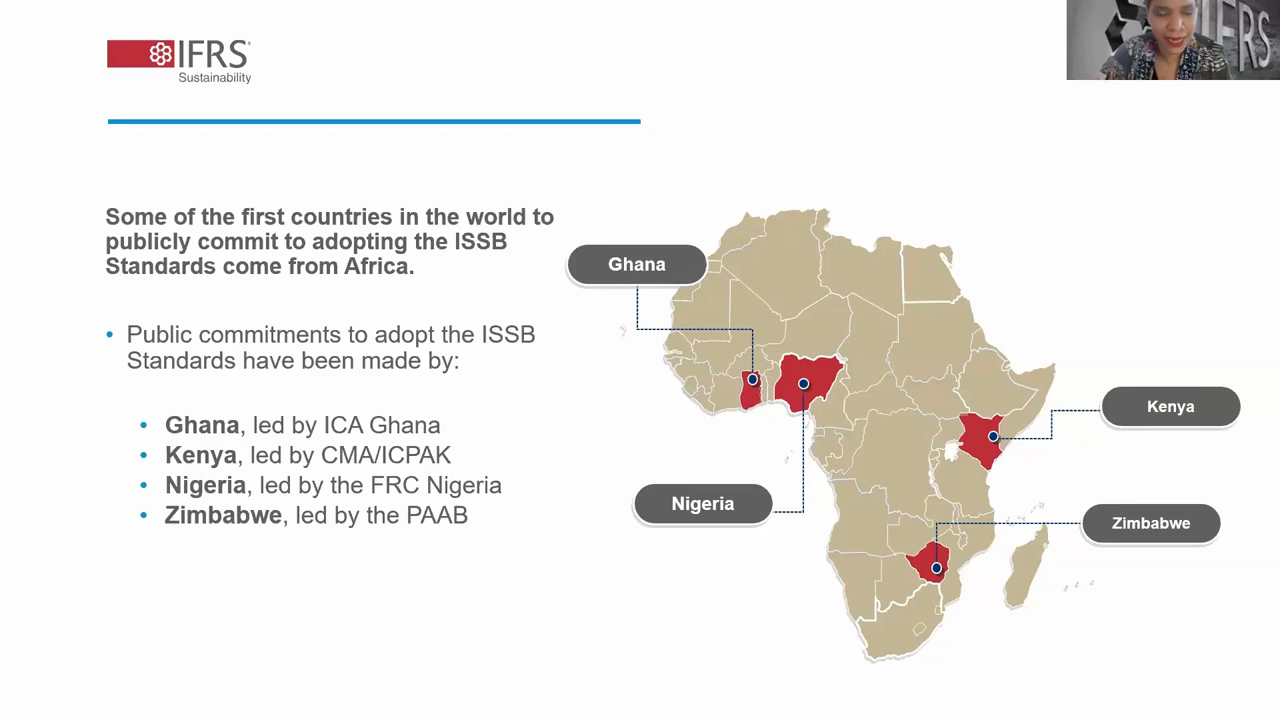 IFRS
Sustainability
IFRS
Some of the first countries in the world to
publicly commit to adopting the ISSB
Standards come from Africa.
• Public commitments to adopt the ISSB
Standards have been made by:
• Ghana, led by ICA Ghana
• Kenya, led by CMA/ICPAK
• Nigeria, led by the FRC Nigeria
• Zimbabwe, led by the PAAB
Ghana
Kenya
Nigeria
Zimbabwe